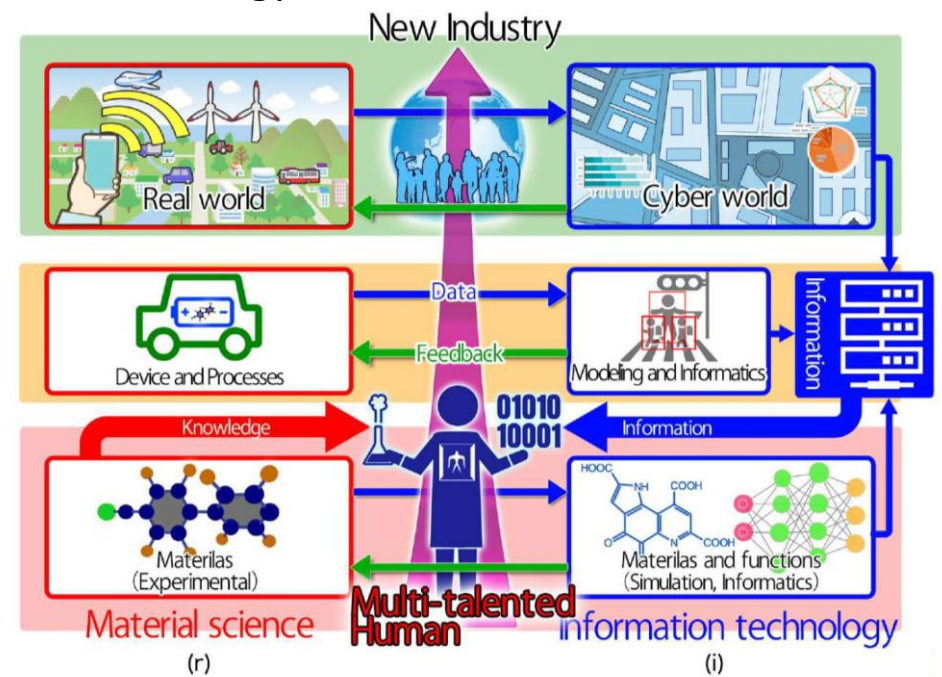 New Industry
Real world
Cyber world
Data
Feedback
Device and Processes
Modeling and Informatics
Information
Knowledge
01010
10001
Information
Materilas
(Experimental)
HOOC
NH
COOH
N
COOH
O
O
Materilas and functions
(Simulation, Informatics)
Multi-talented
Human
Material science
Information technology
(r)
(i)